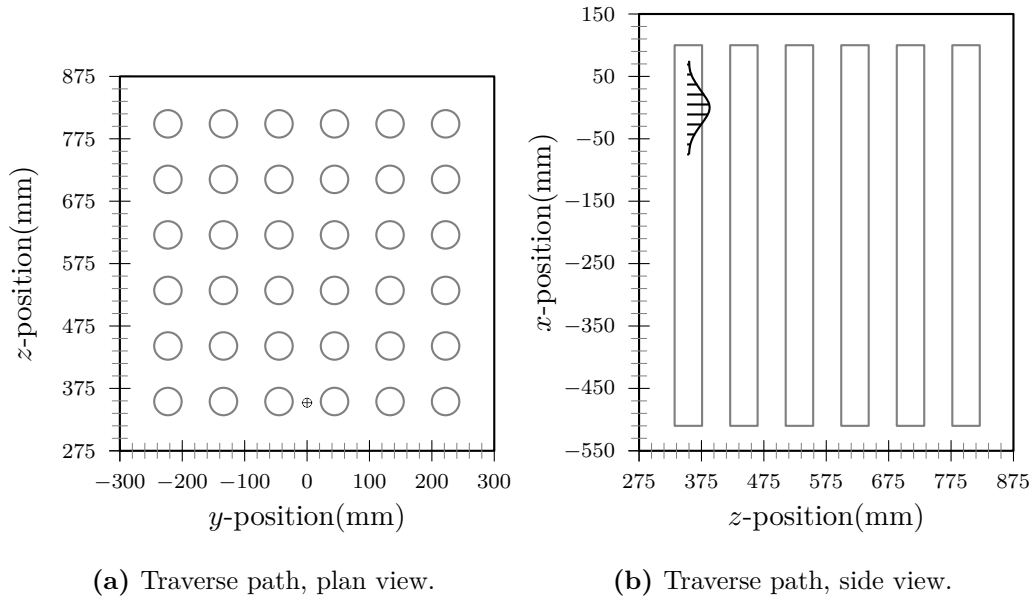 875
775
675
575
475
375
275
−300 −200 −100 0 100 200 300
z-position(mm)
y-position(mm)
(a) Traverse path, plan view.
150
50
−50
−150
−250
−350
−450
−550
275 375 475 575 675 775 875
x-position(mm)
z-position(mm)
(b) Traverse path, side view.